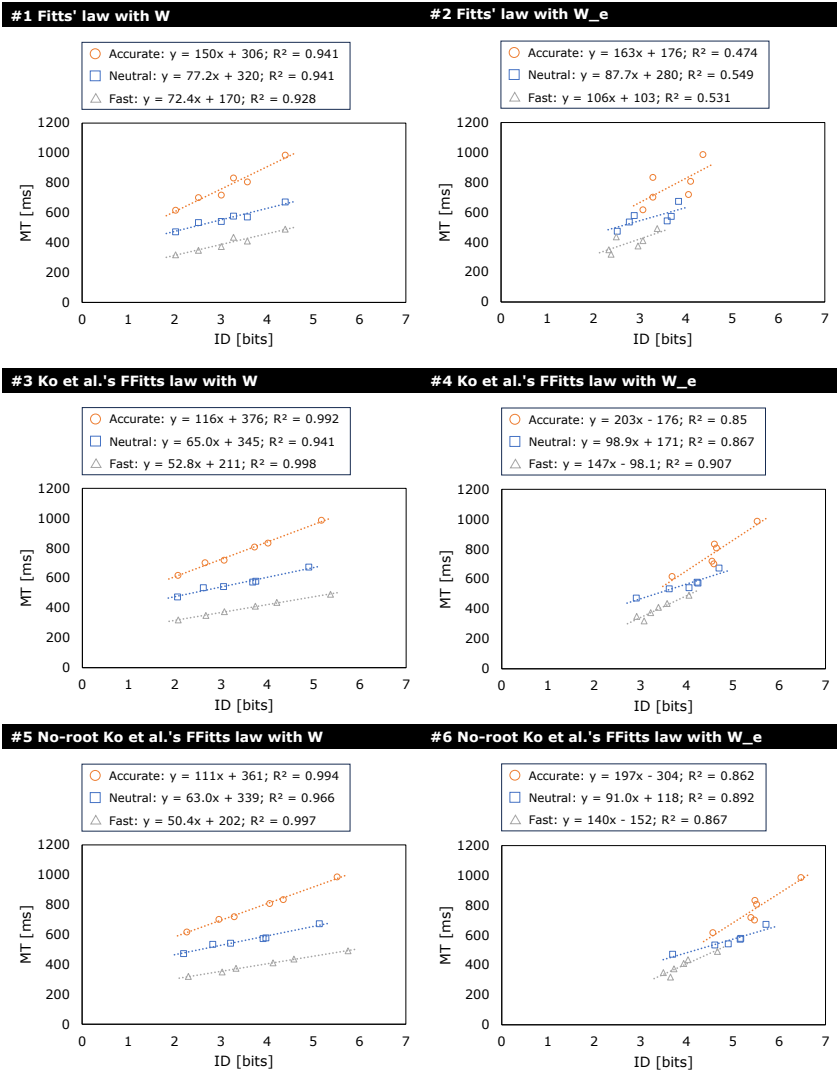 #1 Fitts' law with W
#2 Fitts' law with W_e
Accurate: y = 150x + 306; R² = 0.941
Neutral: y = 77.2x + 320; R² = 0.941
Fast: y = 72.4x + 170; R² = 0.928
1200
1000
800
600
400
200
0
MT [ms]
0 1 2 3 4 5 6 7
ID [bits]
Accurate: y = 163x + 176; R² = 0.474
Neutral: y = 87.7x + 280; R² = 0.549
Fast: y = 106x + 103; R² = 0.531
1200
1000
800
600
400
200
0
MT [ms]
0 1 2 3 4 5 6 7
ID [bits]
#3 Ko et al.'s FFitts law with W
#4 Ko et al.'s FFitts law with W_e
Accurate: y = 116x + 376; R² = 0.992
Neutral: y = 65.0x + 345; R² = 0.941
Fast: y = 52.8x + 211; R² = 0.998
1200
1000
800
600
400
200
0
MT [ms]
0 1 2 3 4 5 6 7
ID [bits]
Accurate: y = 203x - 176; R² = 0.85
Neutral: y = 98.9x + 171; R² = 0.867
Fast: y = 147x - 98.1; R² = 0.907
1200
1000
800
600
400
200
0
MT [ms]
0 1 2 3 4 5 6 7
ID [bits]
#5 No-root Ko et al.'s FFitts law with W
#6 No-root Ko et al.'s FFitts law with W_e
Accurate: y = 111x + 361; R² = 0.994
Neutral: y = 63.0x + 339; R² = 0.966
Fast: y = 50.4x + 202; R² = 0.997
1200
1000
800
600
400
200
0
MT [ms]
0 1 2 3 4 5 6 7
ID [bits]
Accurate: y = 197x - 304; R² = 0.862
Neutral: y = 91.0x + 118; R² = 0.892
Fast: y = 140x - 152; R² = 0.867
1200
1000
800
600
400
200
0
MT [ms]
0 1 2 3 4 5 6 7
ID [bits]